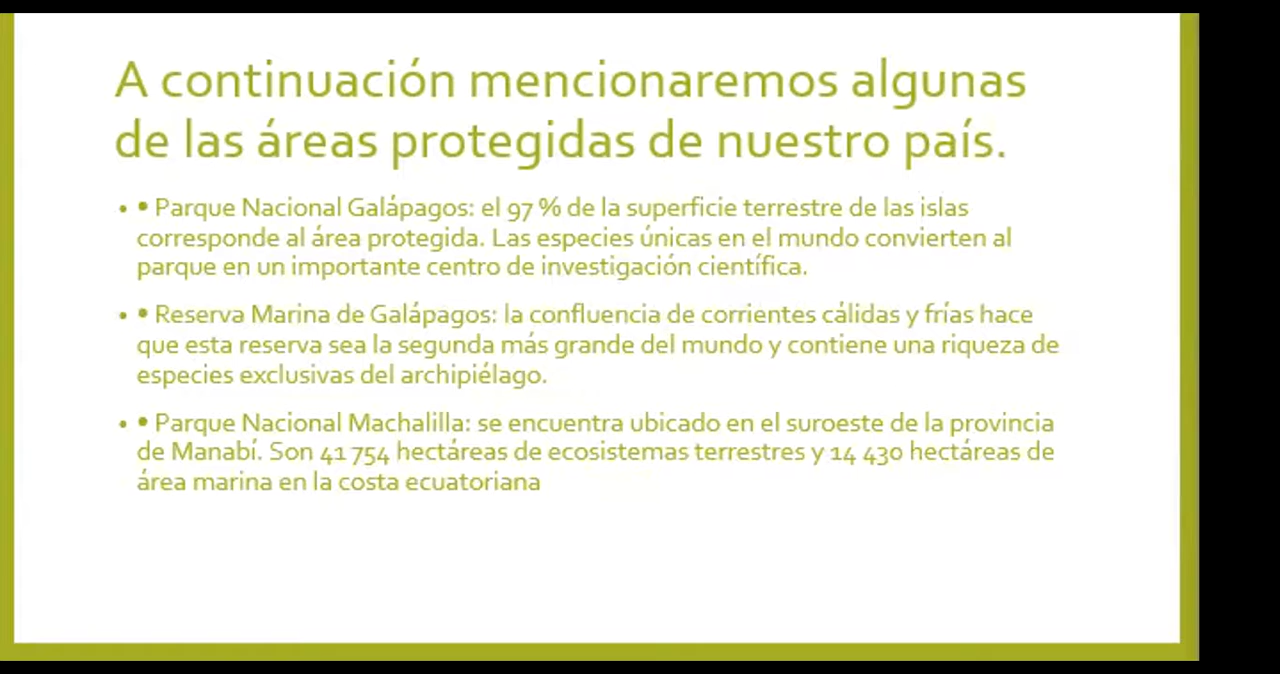 A continuación mencionaremos algunas
de las áreas protegidas de nuestro país.
• • Parque Nacional Galápagos: el 97 % de la superficie terrestre de las islas
corresponde al área protegida. Las especies únicas en el mundo convierten al
parque en un importante centro de investigación científica.
• • Reserva Marina de Galápagos: la confluencia de corrientes cálidas y frías hace
que esta reserva sea la segunda más grande del mundo y contiene una riqueza de
especies exclusivas del archipiélago.
• • Parque Nacional Machalilla: se encuentra ubicado en el suroeste de la provincia
de Manabí. Son 41 754 hectáreas de ecosistemas terrestres y 14 430 hectáreas de
área marina en la costa ecuatoriana